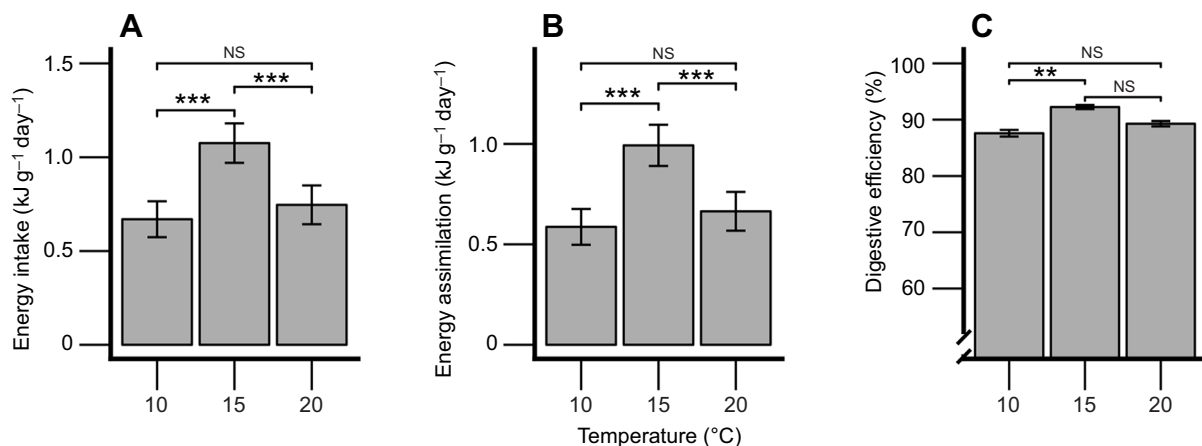 A
Energy intake (kJ g⁻¹ day⁻¹)
1.5
1.0
0.5
0
NS
***
***
10 15 20
B
Energy assimilation (kJ g⁻¹ day⁻¹)
1.0
0.5
0
NS
***
***
10 15 20
Temperature (°C)
C
Digestive efficiency (%)
100
90
80
70
60
NS
**
NS
10 15 20